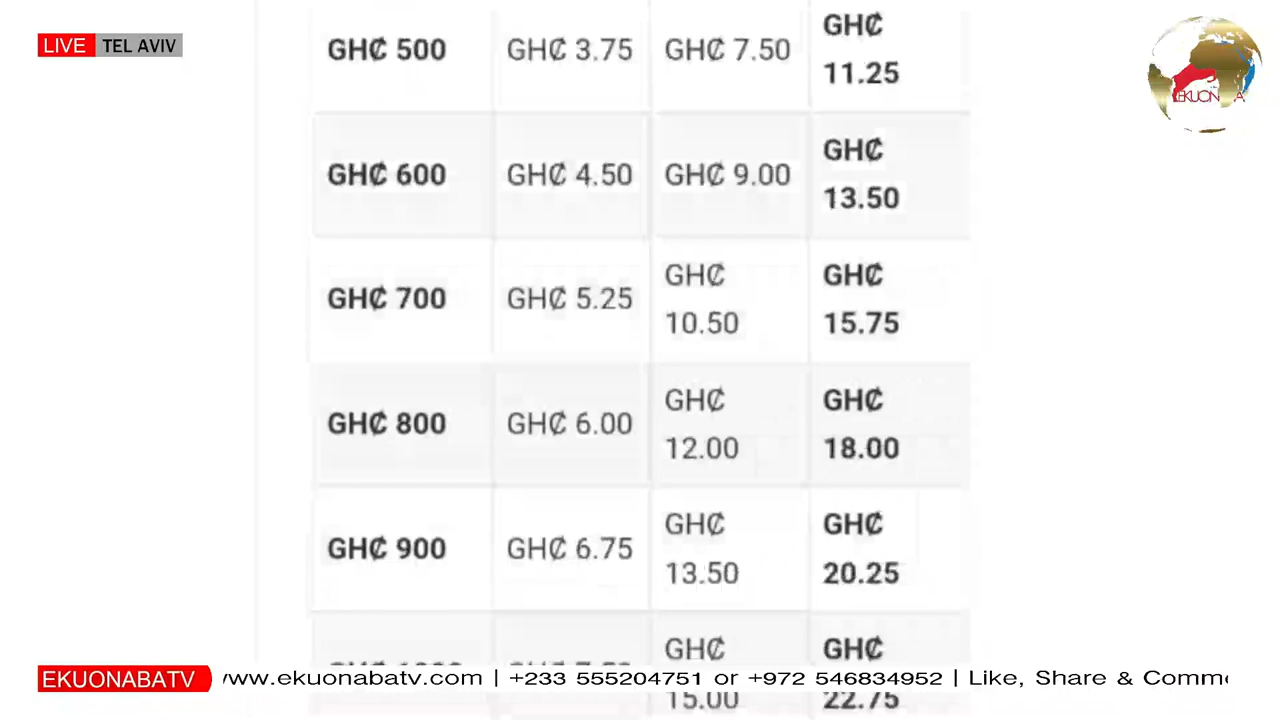 LIVE TEL AVIV
GH₵ 500 GH₵ 3.75 GH₵ 7.50 GH₵ 11.25
GH₵ 600 GH₵ 4.50 GH₵ 9.00 GH₵ 13.50
GH₵ 700 GH₵ 5.25 GH₵ 10.50 GH₵ 15.75
GH₵ 800 GH₵ 6.00 GH₵ 12.00 GH₵ 18.00
GH₵ 900 GH₵ 6.75 GH₵ 13.50 GH₵ 20.25
GH₵ 15.00 GH₵ 22.75
EKUONABATV www.ekuonabatv.com | +233 555204751 or +972 546834952 | Like, Share &